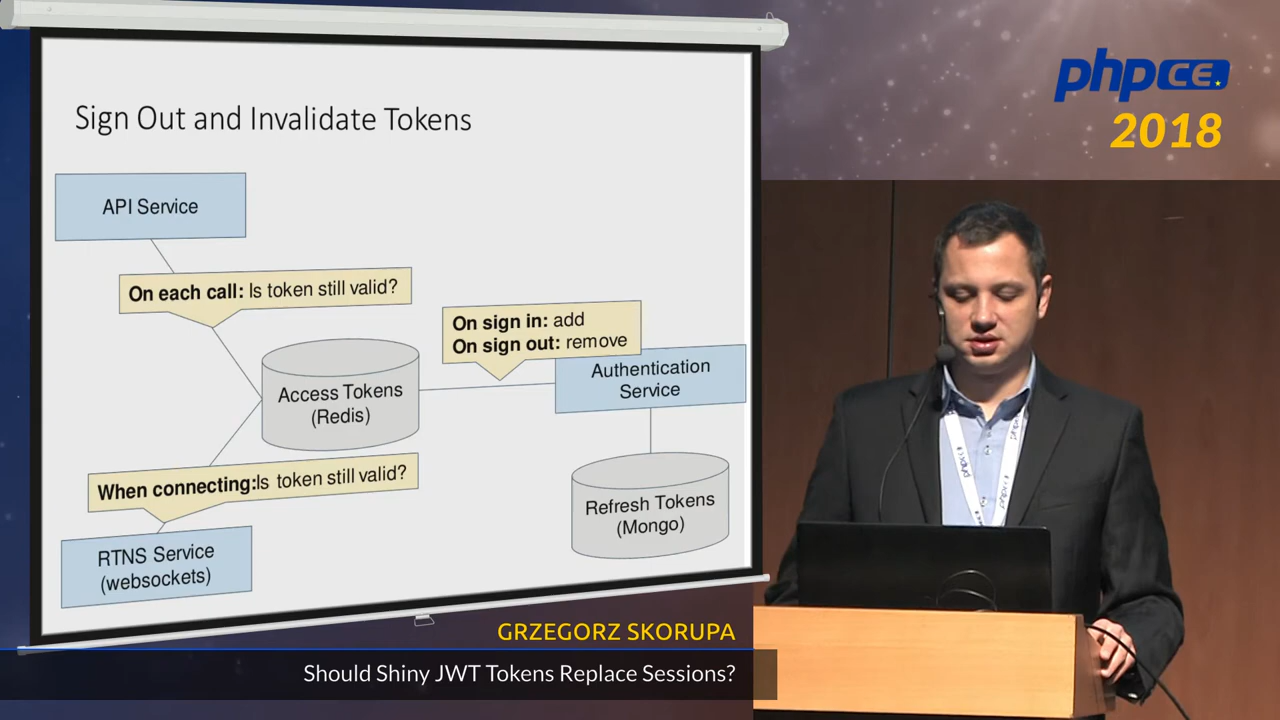 Sign Out and Invalidate Tokens
API Service
On each call: Is token still valid?
On sign in: add
On sign out: remove
Authentication
Service
Access Tokens
(Redis)
When connecting:Is token still valid?
Refresh Tokens
(Mongo)
RTNS Service
(websockets)
phpce.
2018
GRZEGORZ SKORUPA
Should Shiny JWT Tokens Replace Sessions?